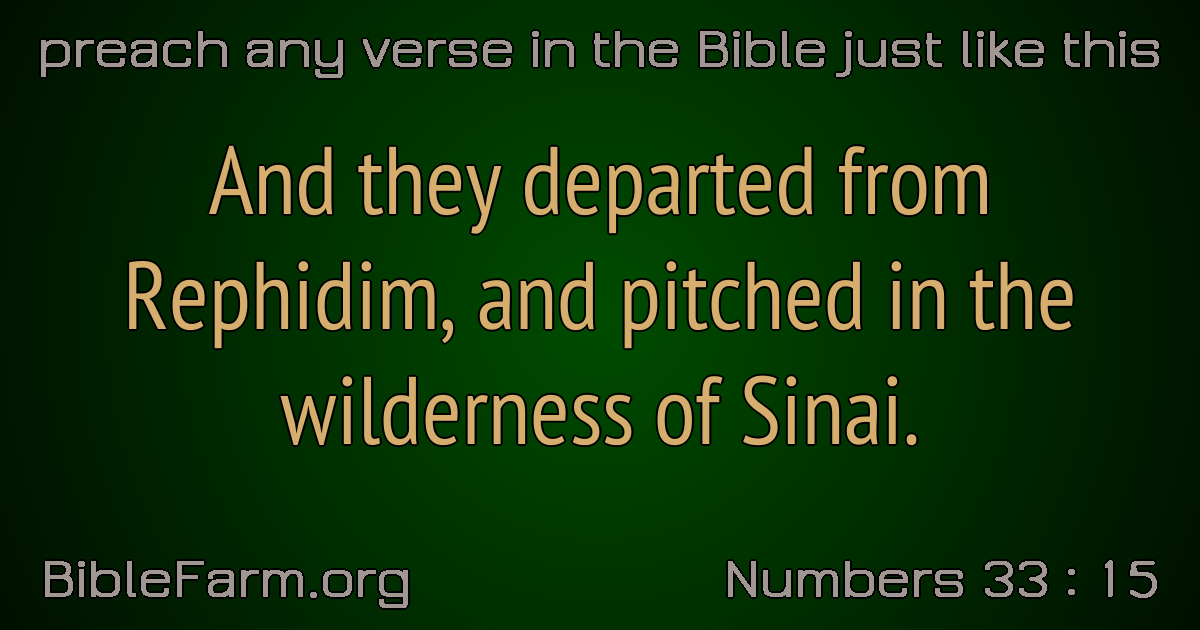 preach any verse in the Bible just like this
And they departed from
Rephidim, and pitched in the
wilderness of Sinai.
BibleFarm.org
Numbers 33 : 15